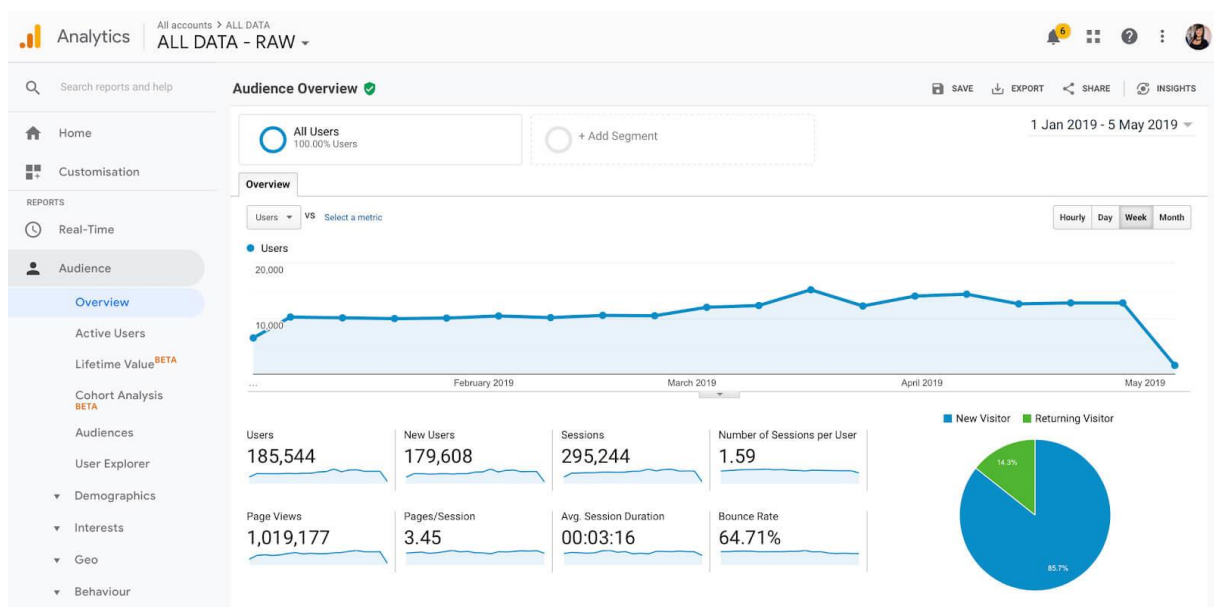 Analytics
All accounts > ALL DATA
ALL DATA - RAW
6
Search reports and help
Home
Customisation
REPORTS
Real-Time
Audience
Overview
Active Users
Lifetime Value BETA
Cohort Analysis
BETA
Audiences
User Explorer
Demographics
Interests
Geo
Behaviour
Audience Overview
SAVE EXPORT SHARE INSIGHTS
All Users
100.00% Users
+ Add Segment
1 Jan 2019 - 5 May 2019
Overview
Users VS Select a metric
Hourly Day Week Month
Users
20,000
10,000
... February 2019 March 2019 April 2019 May 2019
Users
185,544
New Users
179,608
Sessions
295,244
Number of Sessions per User
1.59
Page Views
1,019,177
Pages/Session
3.45
Avg. Session Duration
00:03:16
Bounce Rate
64.71%
New Visitor Returning Visitor
14.3%
85.7%